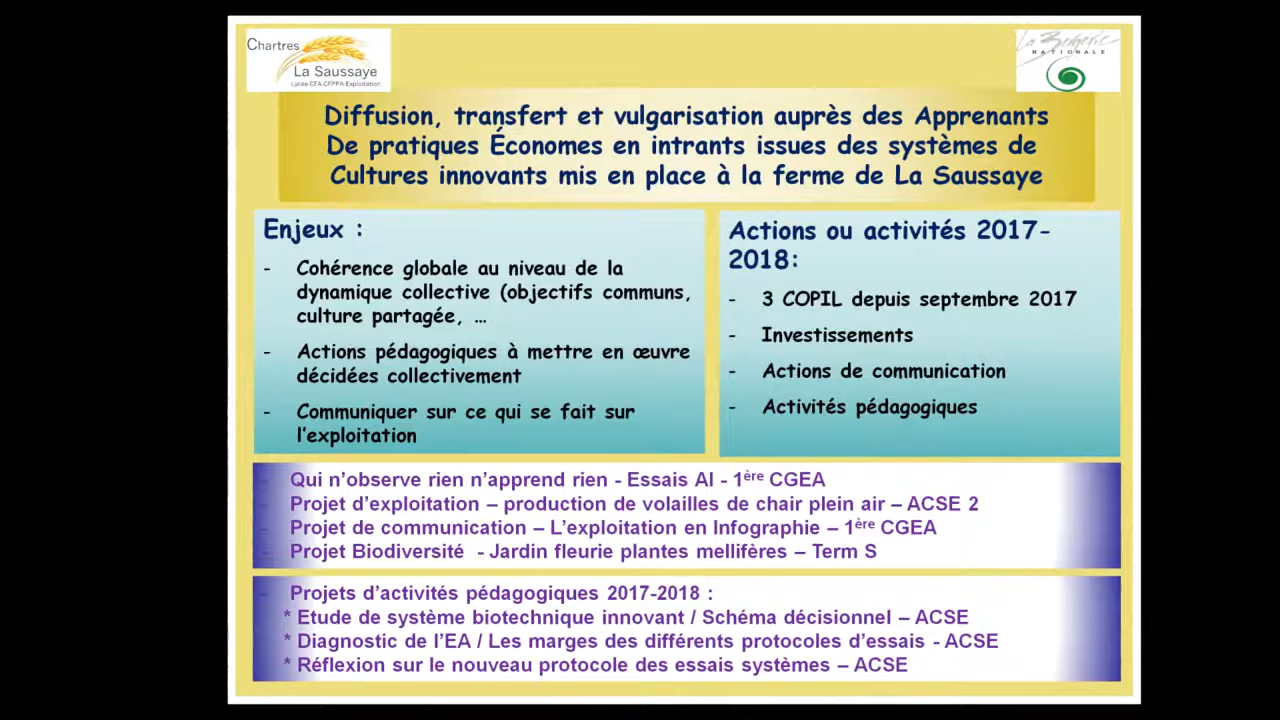 Chartres
La Saussaye
Lycée-CFA-CFPPA-Exploitation
La Bergerie
NATIONALE
Diffusion, transfert et vulgarisation auprès des Apprenants
De pratiques Économes en intrants issues des systèmes de
Cultures innovants mis en place à la ferme de La Saussaye
Enjeux :
- Cohérence globale au niveau de la
dynamique collective (objectifs communs,
culture partagée, …
- Actions pédagogiques à mettre en œuvre
décidées collectivement
- Communiquer sur ce qui se fait sur
l’exploitation
Actions ou activités 2017-
2018:
- 3 COPIL depuis septembre 2017
- Investissements
- Actions de communication
- Activités pédagogiques
- Qui n’observe rien n’apprend rien - Essais AI - 1ère CGEA
- Projet d’exploitation – production de volailles de chair plein air – ACSE 2
- Projet de communication – L’exploitation en Infographie – 1ère CGEA
- Projet Biodiversité - Jardin fleurie plantes mellifères – Term S
- Projets d’activités pédagogiques 2017-2018 :
* Etude de système biotechnique innovant / Schéma décisionnel – ACSE
* Diagnostic de l’EA / Les marges des différents protocoles d’essais - ACSE
* Réflexion sur le nouveau protocole des essais systèmes – ACSE